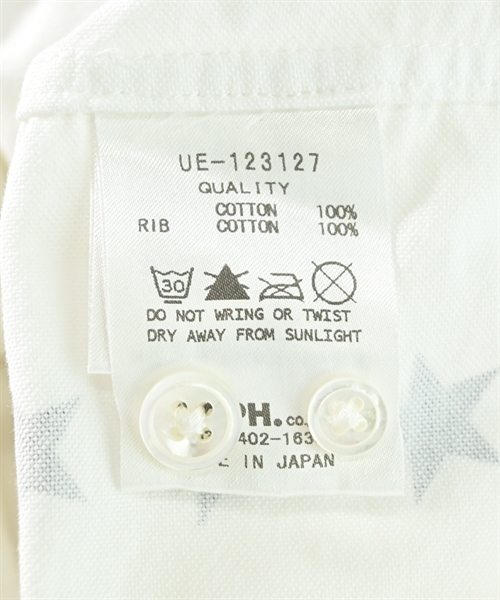 UE-123127
QUALITY
COTTON 100%
RIB COTTON 100%
30
DO NOT WRING OR TWIST
DRY AWAY FROM SUNLIGHT
PH. co.,
402-163
E IN JAPAN